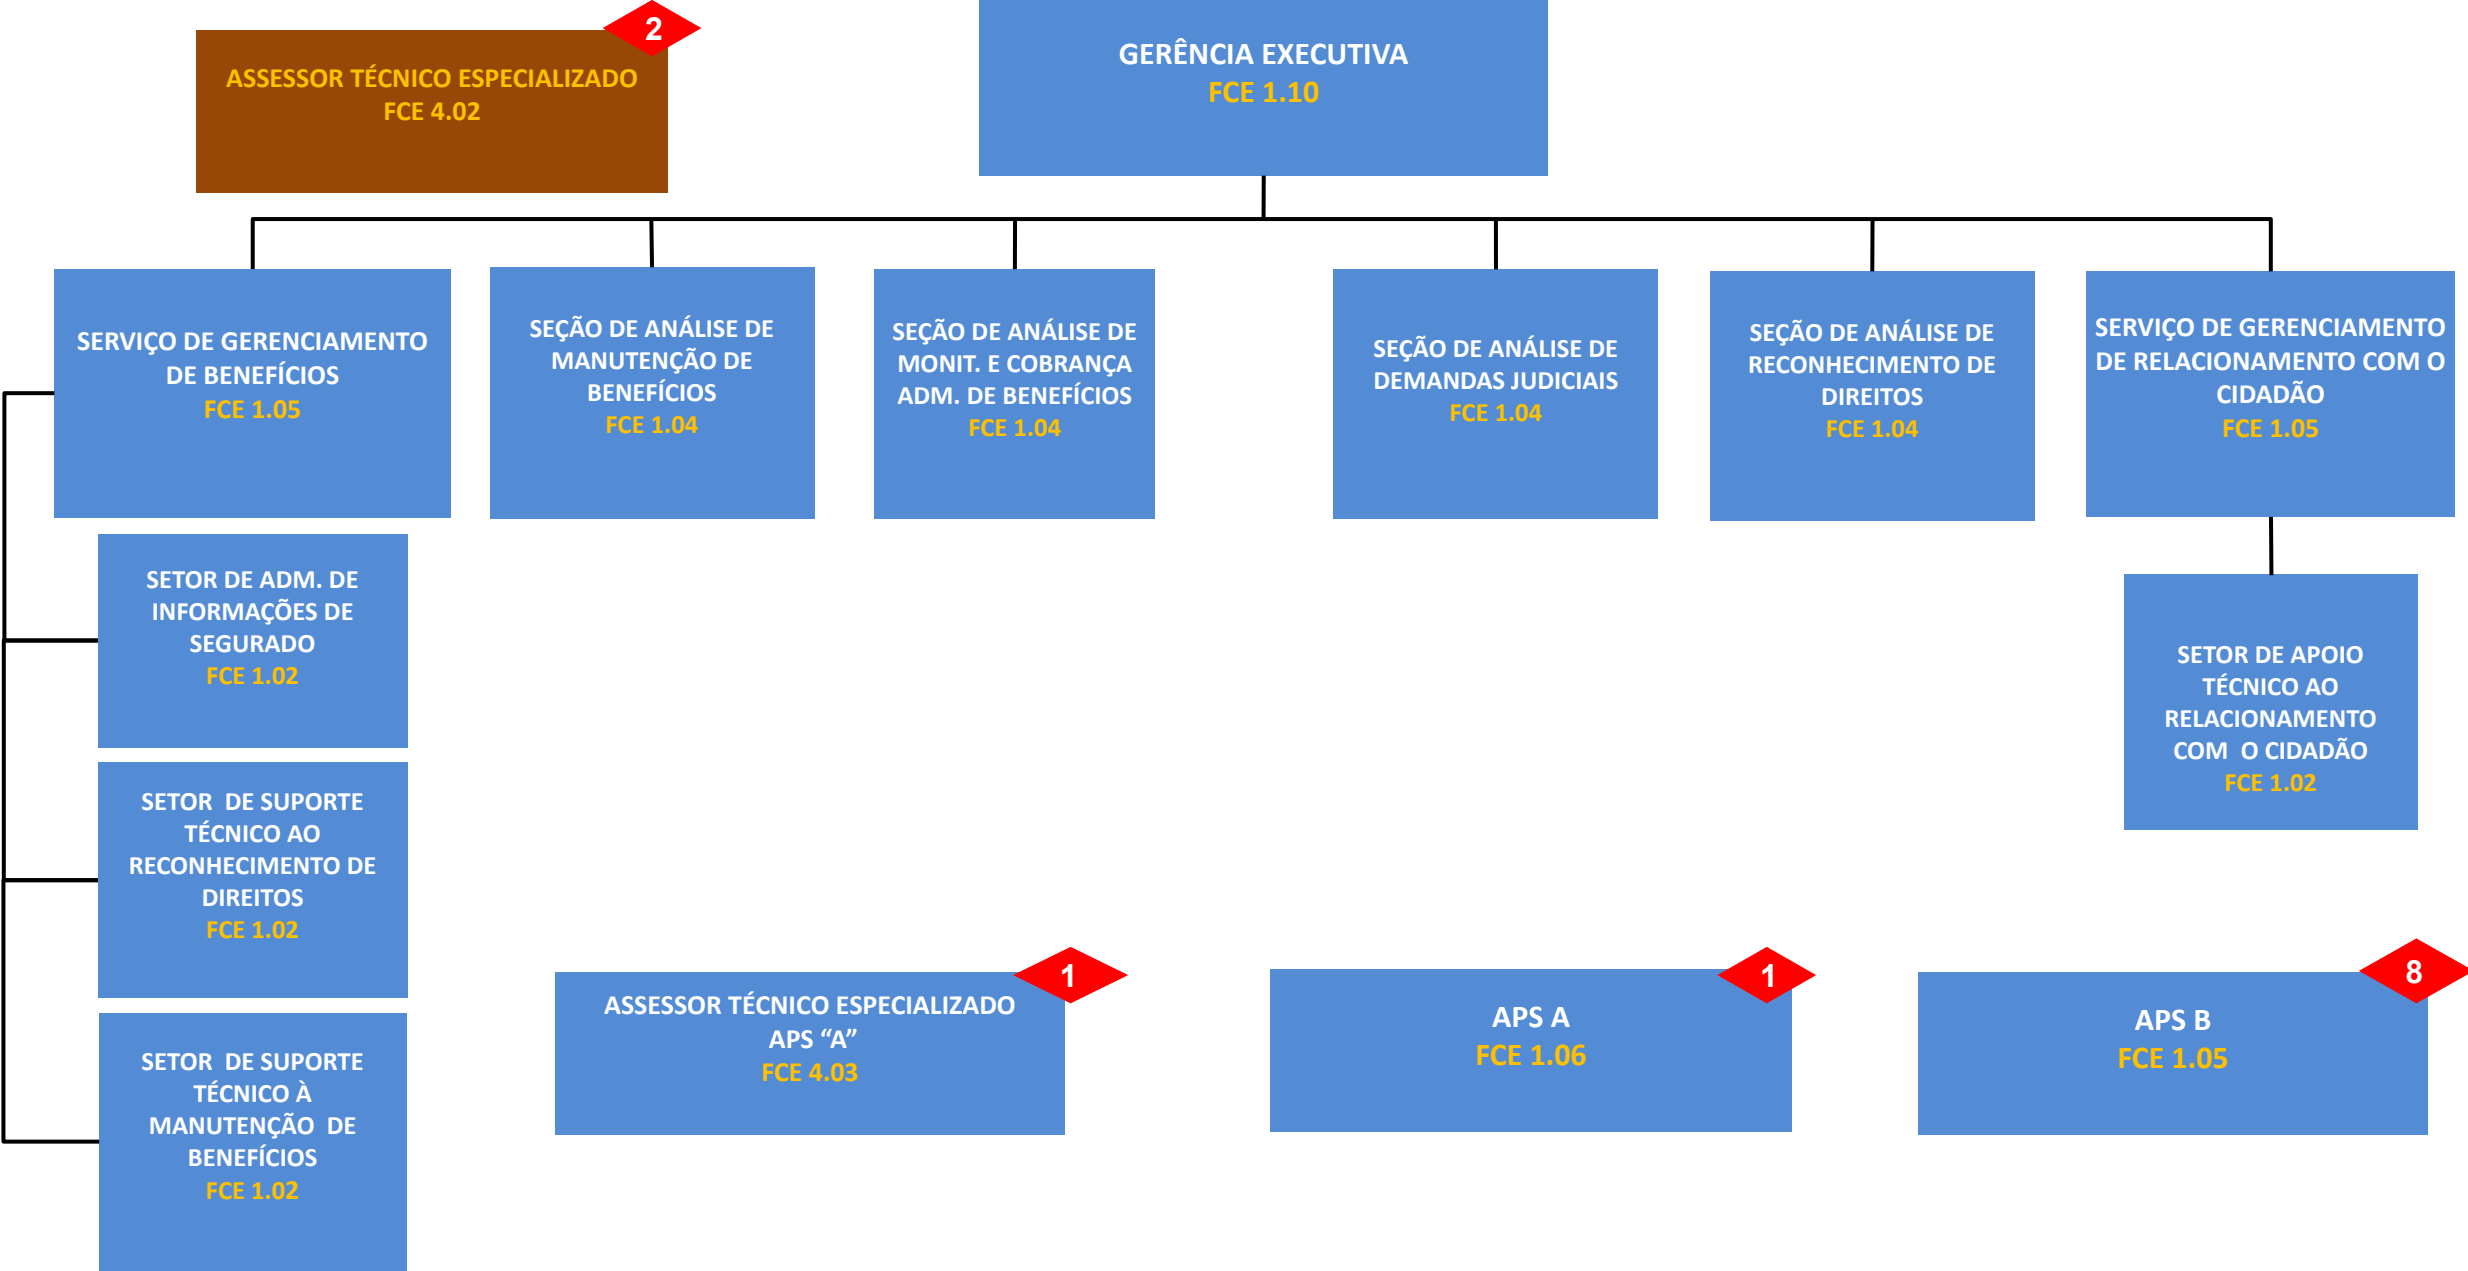 2
ASSESSOR TÉCNICO ESPECIALIZADO
FCE 4.02
GERÊNCIA EXECUTIVA
FCE 1.10
SERVIÇO DE GERENCIAMENTO
DE BENEFÍCIOS
FCE 1.05
SEÇÃO DE ANÁLISE DE
MANUTENÇÃO DE
BENEFÍCIOS
FCE 1.04
SEÇÃO DE ANÁLISE DE
MONIT. E COBRANÇA
ADM. DE BENEFÍCIOS
FCE 1.04
SEÇÃO DE ANÁLISE DE
DEMANDAS JUDICIAIS
FCE 1.04
SEÇÃO DE ANÁLISE DE
RECONHECIMENTO DE
DIREITOS
FCE 1.04
SERVIÇO DE GERENCIAMENTO
DE RELACIONAMENTO COM O
CIDADÃO
FCE 1.05
SETOR DE ADM. DE
INFORMAÇÕES DE
SEGURADO
FCE 1.02
SETOR DE APOIO
TÉCNICO AO
RELACIONAMENTO
COM O CIDADÃO
FCE 1.02
SETOR DE SUPORTE
TÉCNICO AO
RECONHECIMENTO DE
DIREITOS
FCE 1.02
SETOR DE SUPORTE
TÉCNICO À
MANUTENÇÃO DE
BENEFÍCIOS
FCE 1.02
1
ASSESSOR TÉCNICO ESPECIALIZADO
APS “A”
FCE 4.03
1
APS A
FCE 1.06
8
APS B
FCE 1.05